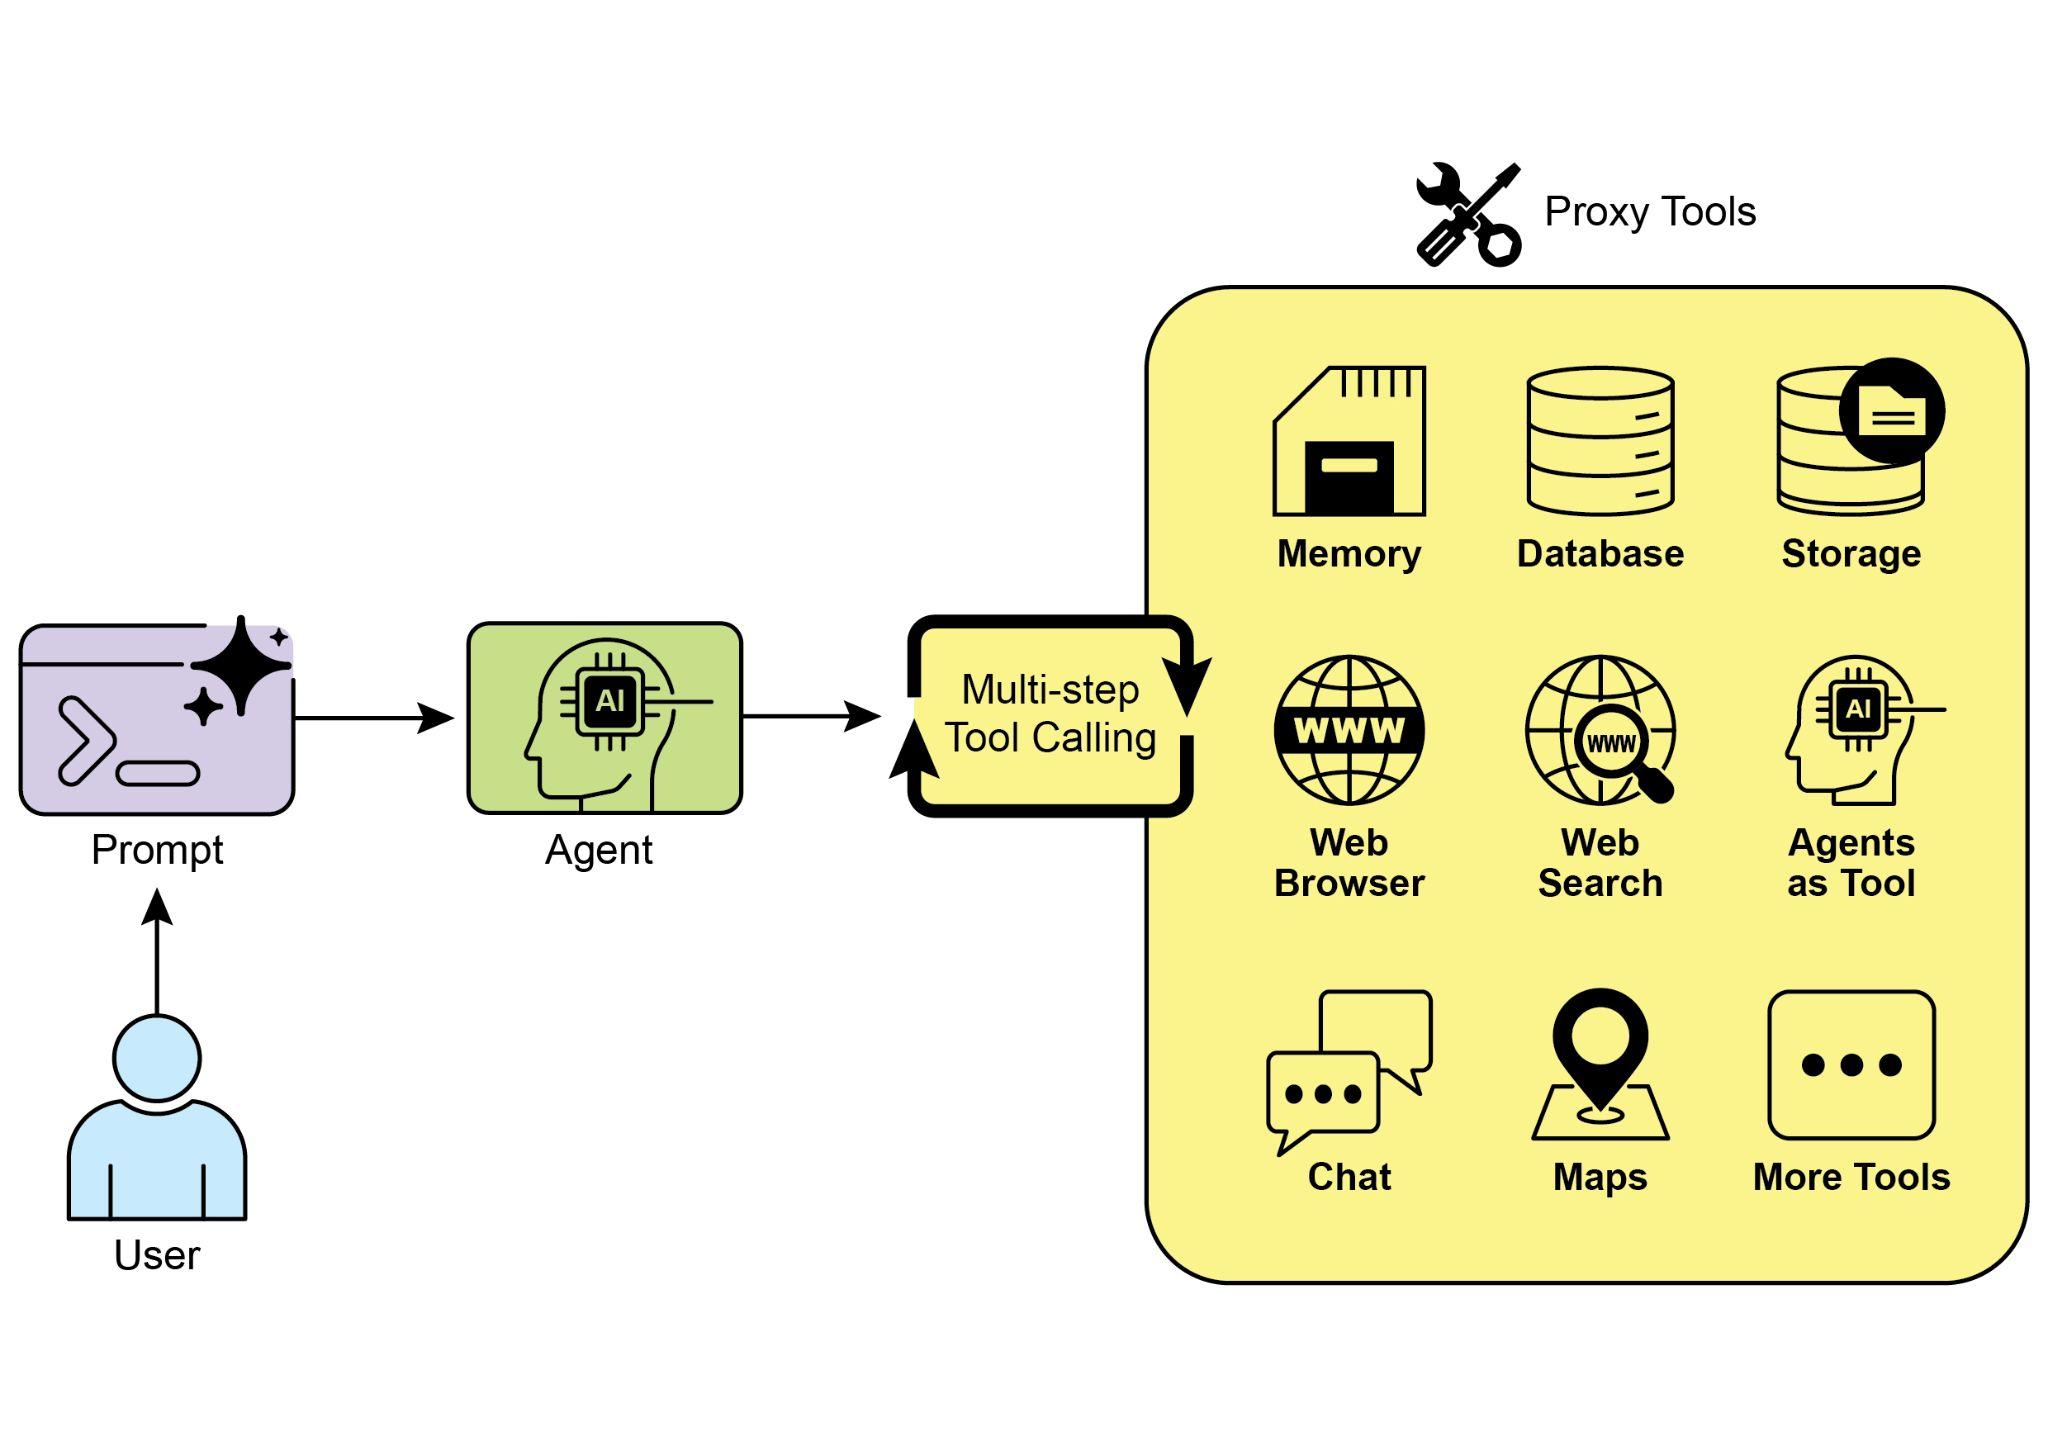 Proxy Tools
Memory
Database
Storage
Multi-step
Tool Calling
AI
WWW
WWW
AI
Prompt
Agent
Web
Browser
Web
Search
Agents
as Tool
Chat
Maps
More Tools
User